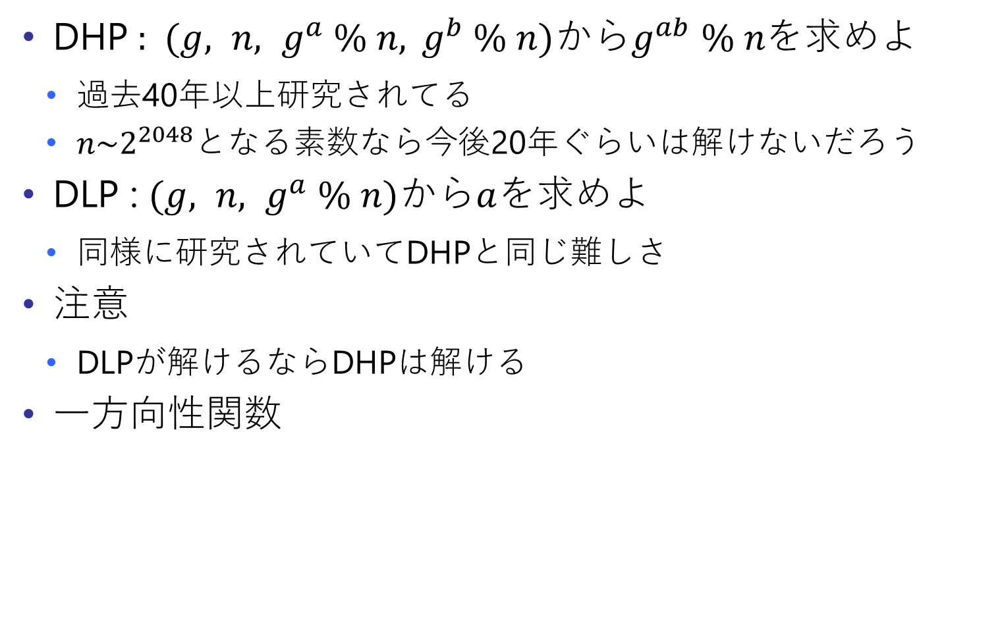 • DHP : (g, n, g^a % n, g^b % n)からg^{ab} % nを求めよ
• 過去40年以上研究されてる
• n~2^{2048}となる素数なら今後20年ぐらいは解けないだろう
• DLP : (g, n, g^a % n)からaを求めよ
• 同様に研究されていてDHPと同じ難しさ
• 注意
• DLPが解けるならDHPは解ける
• 一方向性関数